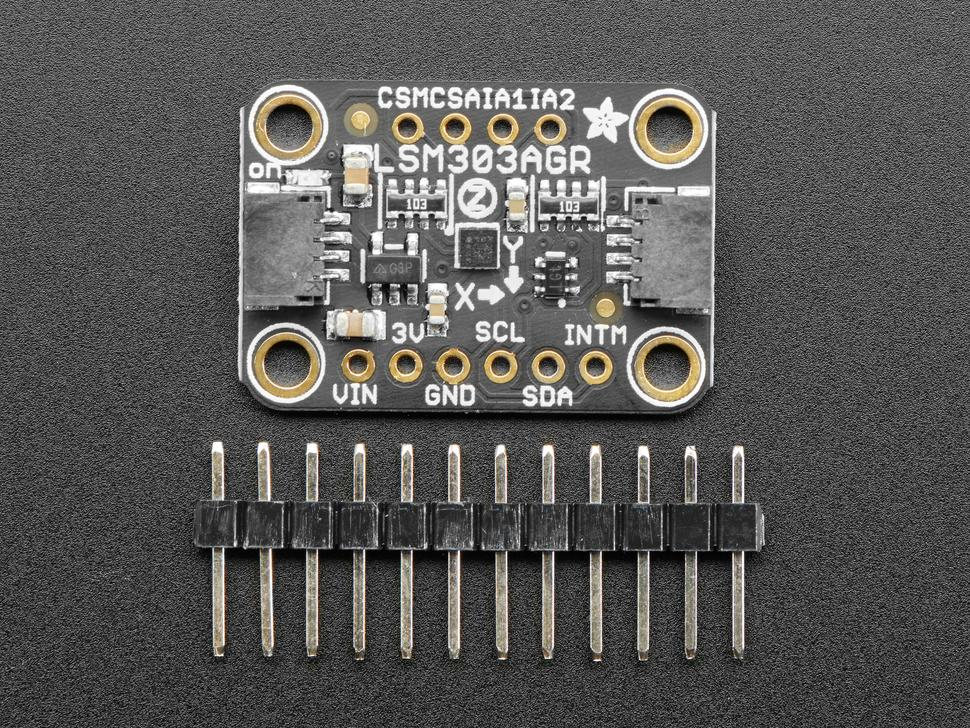 CSMCSAIA1IA2
LSM303AGR
on
Z
103
103
Y
X
3V
SCL
INTM
VIN
GND
SDA